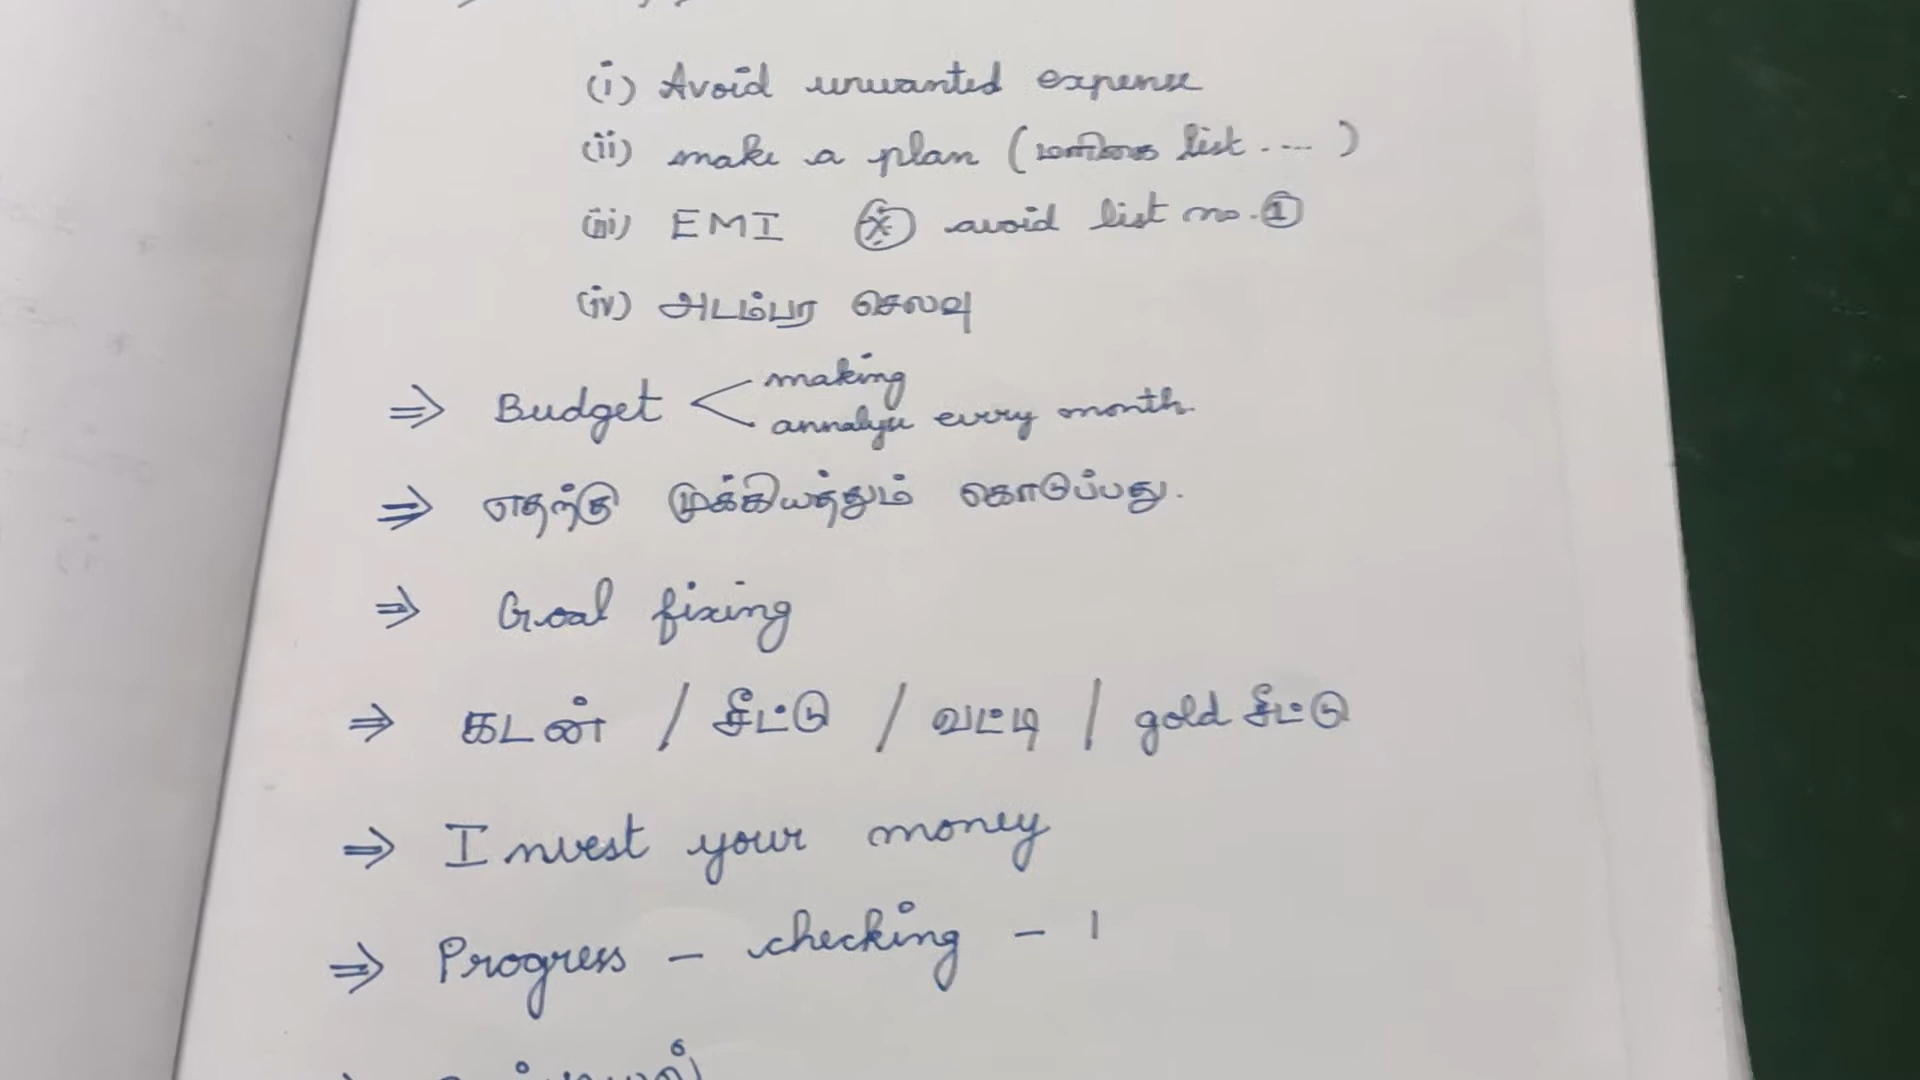 (i) Avoid unwanted expense
(ii) make a plan (மளிகை list ....)
(iii) EMI avoid list no. ①
(iv) அடம்பர செலவு
⇒ Budget < making
annalyse every month.
⇒ எதற்கு முக்கியத்தும் கொடுப்பது.
⇒ Goal fixing
⇒ கடன் / சீட்டு / வட்டி / gold சீட்டு
⇒ Invest your money
⇒ Progress - checking - 1